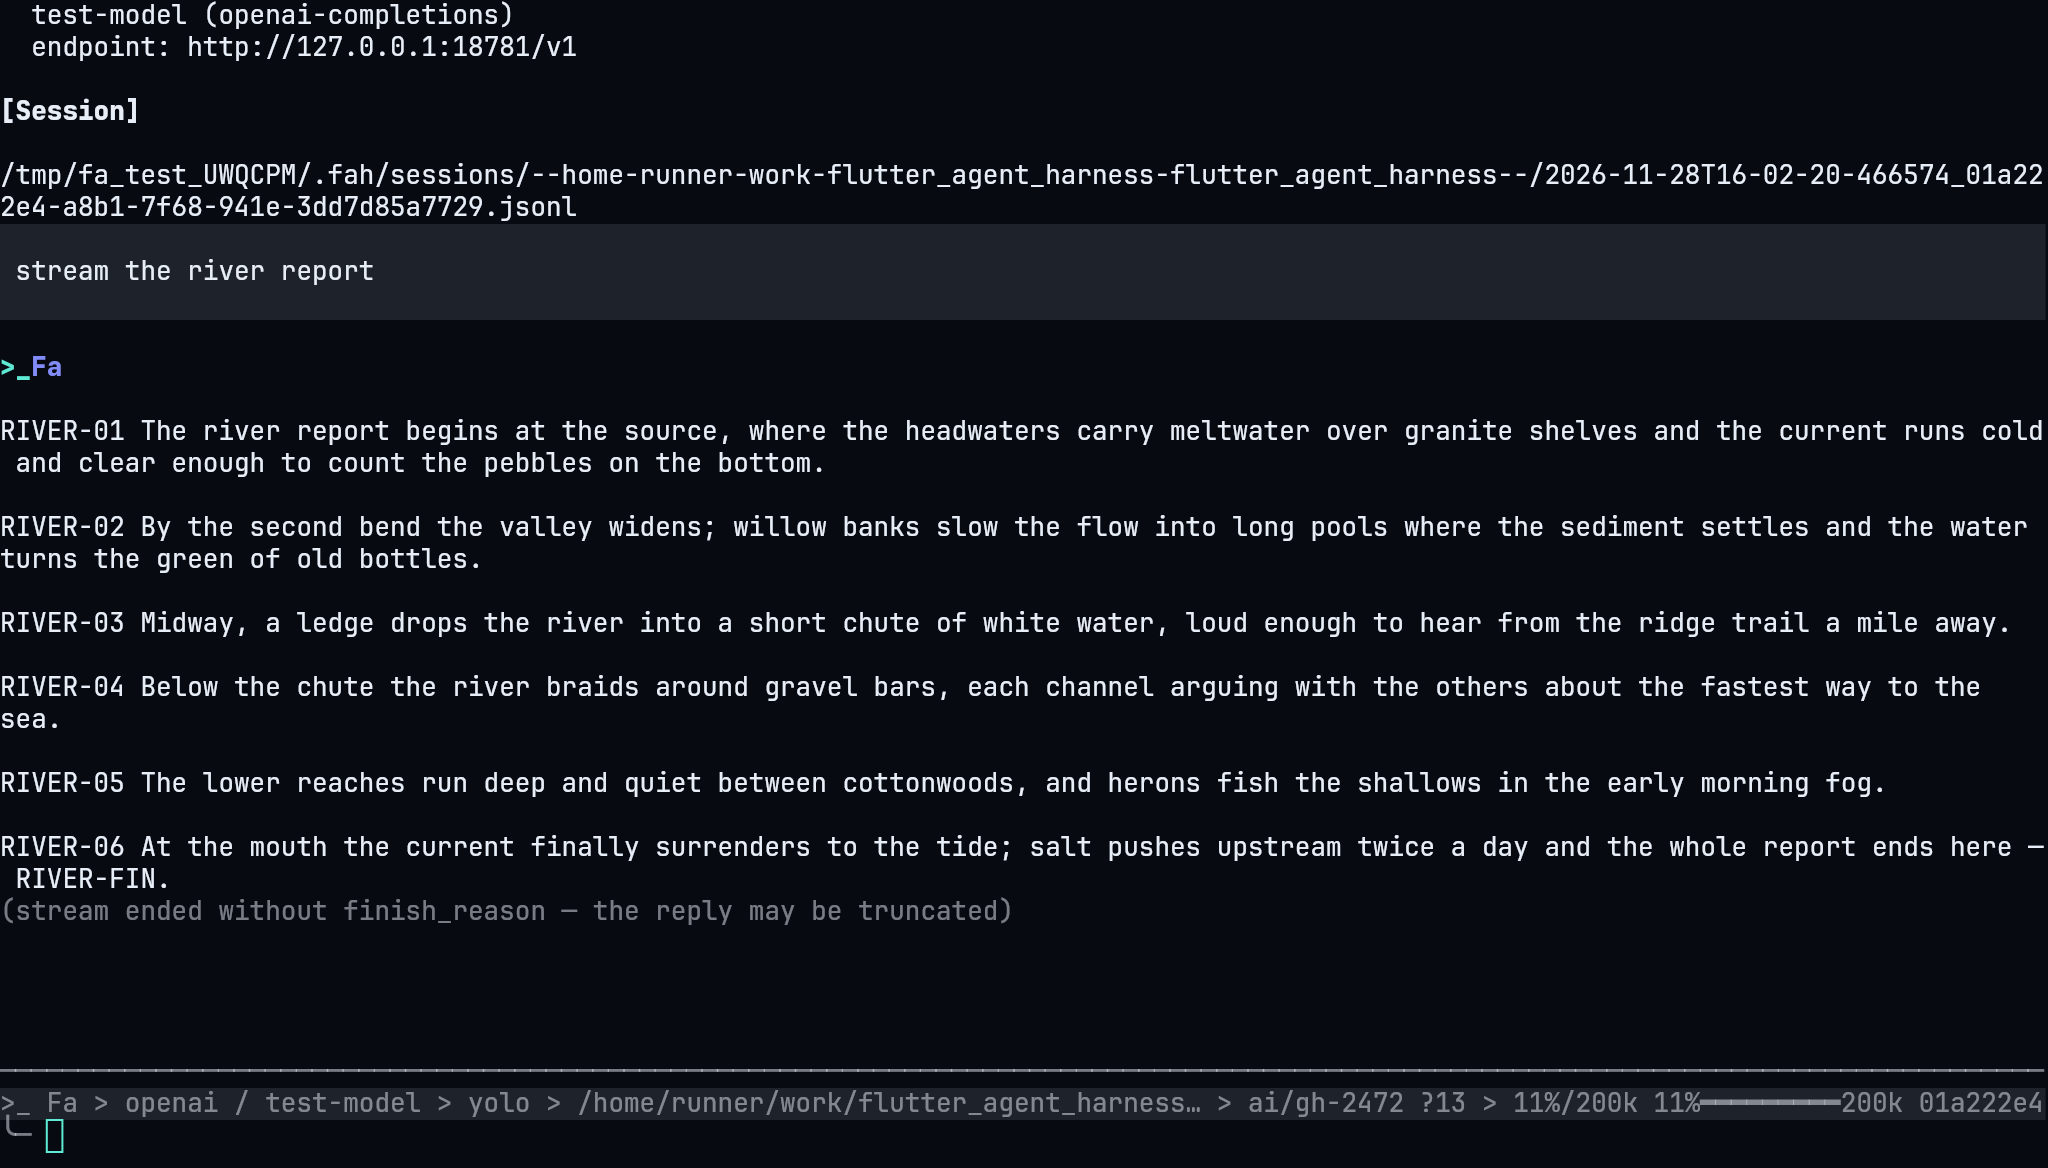 test-model (openai-completions)
endpoint: http://127.0.0.1:18781/v1
[Session]
/tmp/fa_test_UWQCPM/.fah/sessions/--home-runner-work-flutter_agent_harness-flutter_agent_harness--/2026-11-28T16-02-20-466574_01a22
2e4-a8b1-7f68-941e-3dd7d85a7729.jsonl
stream the river report
>_Fa
RIVER-01 The river report begins at the source, where the headwaters carry meltwater over granite shelves and the current runs cold
and clear enough to count the pebbles on the bottom.
RIVER-02 By the second bend the valley widens; willow banks slow the flow into long pools where the sediment settles and the water
turns the green of old bottles.
RIVER-03 Midway, a ledge drops the river into a short chute of white water, loud enough to hear from the ridge trail a mile away.
RIVER-04 Below the chute the river braids around gravel bars, each channel arguing with the others about the fastest way to the
sea.
RIVER-05 The lower reaches run deep and quiet between cottonwoods, and herons fish the shallows in the early morning fog.
RIVER-06 At the mouth the current finally surrenders to the tide; salt pushes upstream twice a day and the whole report ends here —
RIVER-FIN.
(stream ended without finish_reason — the reply may be truncated)
>_ Fa > openai / test-model > yolo > /home/runner/work/flutter_agent_harness… > ai/gh-2472 ?13 > 11%/200k 11%━━━━━━━━━200k 01a222e4